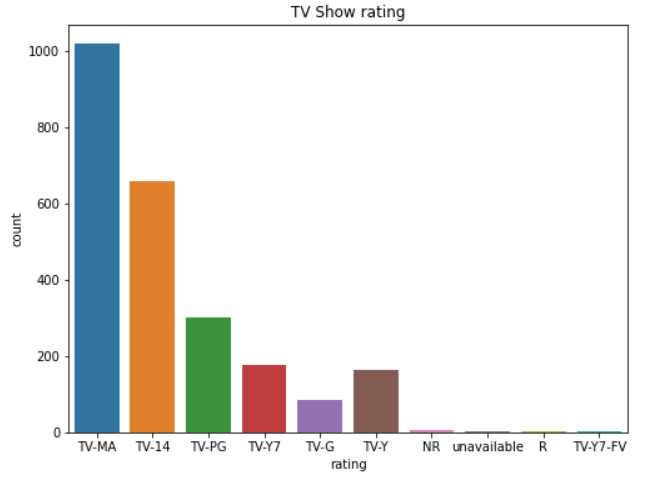 TV Show rating
1000
800
600
400
200
0
count
TV-MA TV-14 TV-PG TV-Y7 TV-G TV-Y NR unavailable R TV-Y7-FV
rating